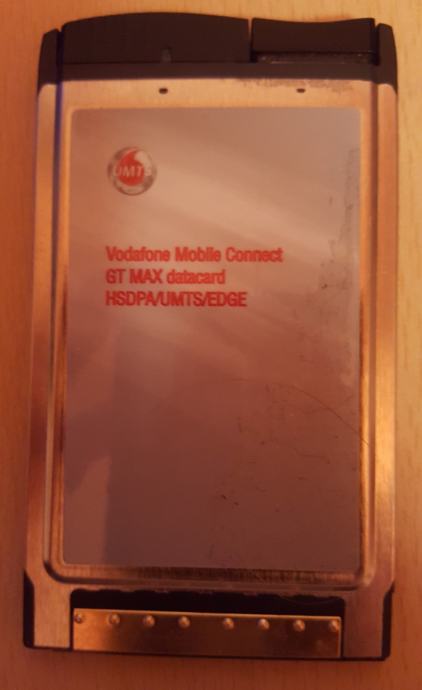 UMTS
Vodafone Mobile Connect
GT MAX datacard
HSDPA/UMTS/EDGE